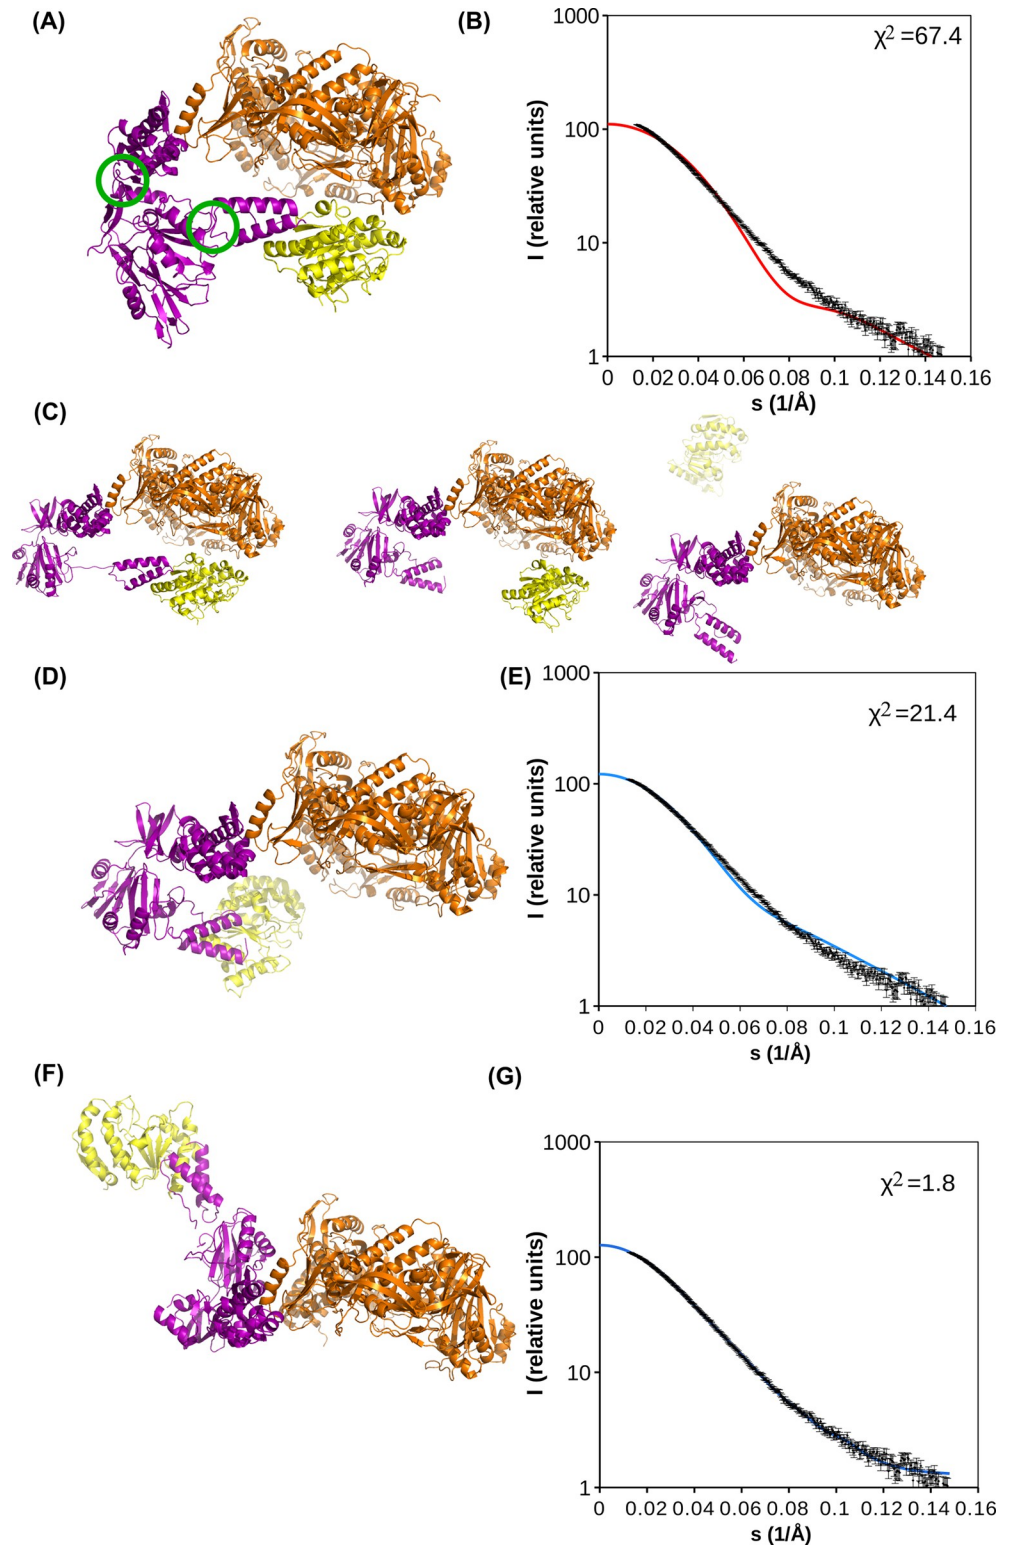 (A)
(B)
χ2 =67.4
I (relative units)
1000
100
10
1
0 0.02 0.04 0.06 0.08 0.1 0.12 0.14 0.16
s (1/Å)
(C)
(D)
(E)
χ2 =21.4
I (relative units)
1000
100
10
1
0 0.02 0.04 0.06 0.08 0.1 0.12 0.14 0.16
s (1/Å)
(F)
(G)
χ2 =1.8
I (relative units)
1000
100
10
1
0 0.02 0.04 0.06 0.08 0.1 0.12 0.14 0.16
s (1/Å)